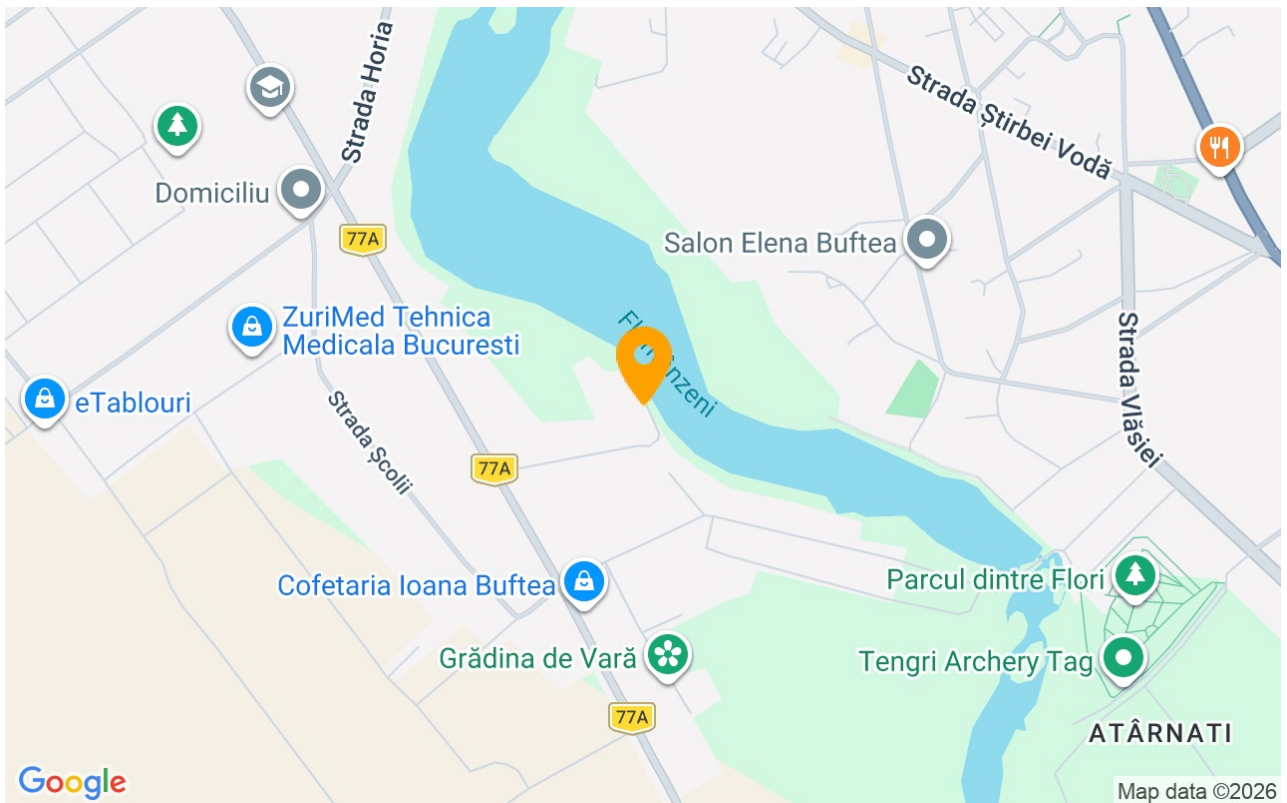 Strada Horia
Strada Știrbei Vodă
Domiciliu
77A
Salon Elena Buftea
ZuriMed Tehnica
Medicala Bucuresti
Strada Vlăsiei
eTablouri
Strada Școlii
77A
Cofetaria Ioana Buftea
Parcul dintre Flori
Grădina de Vară
Tengri Archery Tag
77A
ATÂRNATI
Google
Map data ©2026